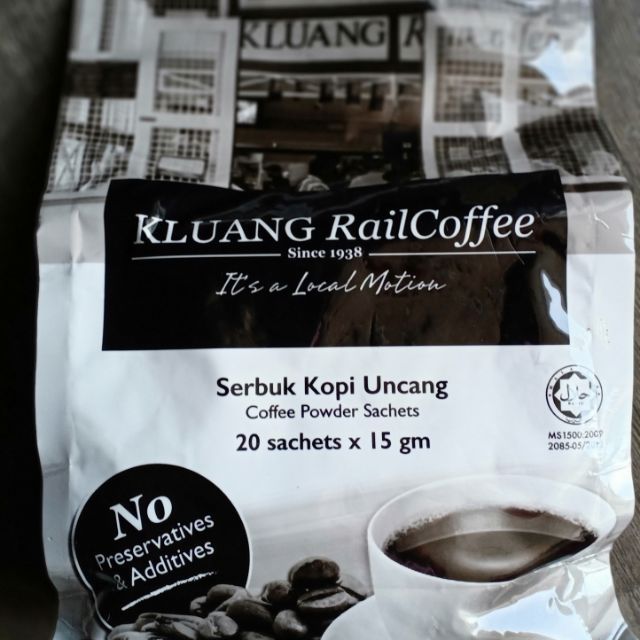 KLUANG R
KLUANG RailCoffee
Since 1938
It's a Local Motion
Serbuk Kopi Uncang
Coffee Powder Sachets
20 sachets x 15 gm
حلال
MS1500:2009
No
Preservatives
& Additives